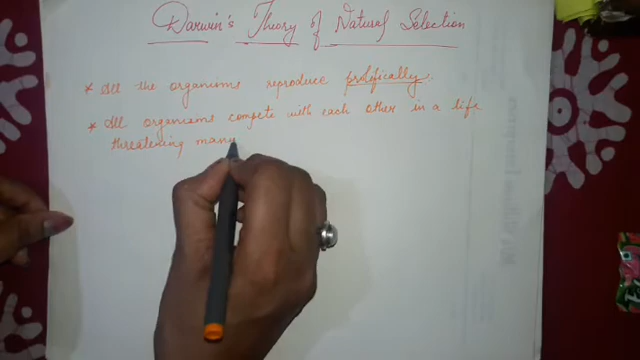 Darwin's Theory of Natural Selection
* All the organisms reproduce prolifically.
* All organisms compete with each other in a life
threatening mann